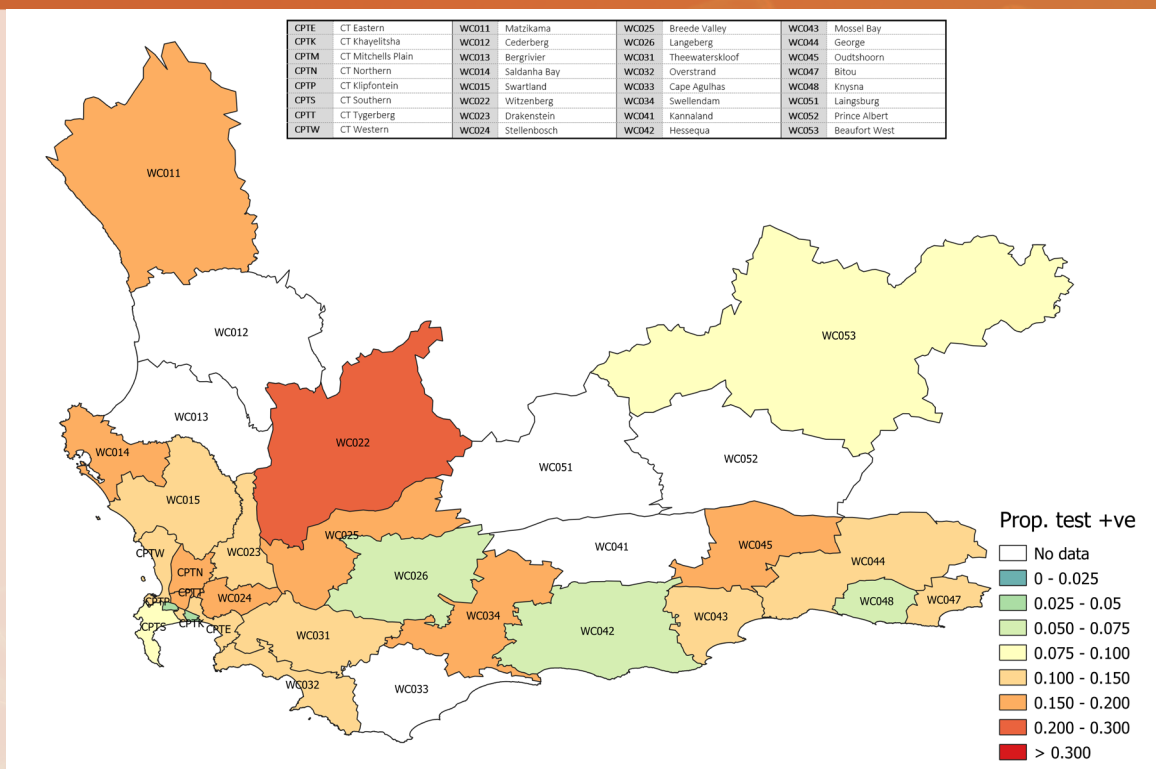 CPTE CT Eastern WC011 Matzikama WC025 Breede Valley WC043 Mossel Bay
CPTK CT Khayelitsha WC012 Cederberg WC026 Langeberg WC044 George
CPTM CT Mitchells Plain WC013 Bergrivier WC031 Theewaterskloof WC045 Oudtshoorn
CPTN CT Northern WC014 Saldanha Bay WC032 Overstrand WC047 Bitou
CPTP CT Klipfontein WC015 Swartland WC033 Cape Agulhas WC048 Knysna
CPTS CT Southern WC022 Witzenberg WC034 Swellendam WC051 Laingsburg
CPTT CT Tygerberg WC023 Drakenstein WC041 Kannaland WC052 Prince Albert
CPTW CT Western WC024 Stellenbosch WC042 Hessequa WC053 Beaufort West
WC011
WC012
WC053
WC013
WC022
WC014
WC052
WC051
WC015
WC025
WC045
WC041
CPTW
WC023
WC044
CPTN
WC026
WC024
WC048
WC047
WC034
WC043
CPTS
CPTK
CPTE
WC031
WC042
WC032
WC033
Prop. test +ve
No data
0 - 0.025
0.025 - 0.05
0.050 - 0.075
0.075 - 0.100
0.100 - 0.150
0.150 - 0.200
0.200 - 0.300
> 0.300